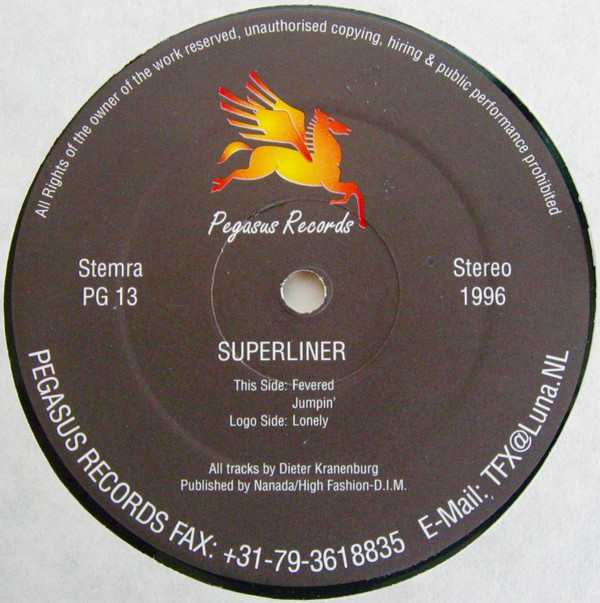 All Rights of the owner of the work reserved, unauthorised copying, hiring & public performance prohibited
Pegasus Records
Stemra
PG 13
Stereo
1996
SUPERLINER
This Side: Fevered
Jumpin'
Logo Side: Lonely
All tracks by Dieter Kranenburg
Published by Nanada/High Fashion-D.I.M.
PEGASUS RECORDS FAX: +31-79-3618835 E-Mail: TFX@Luna.NL